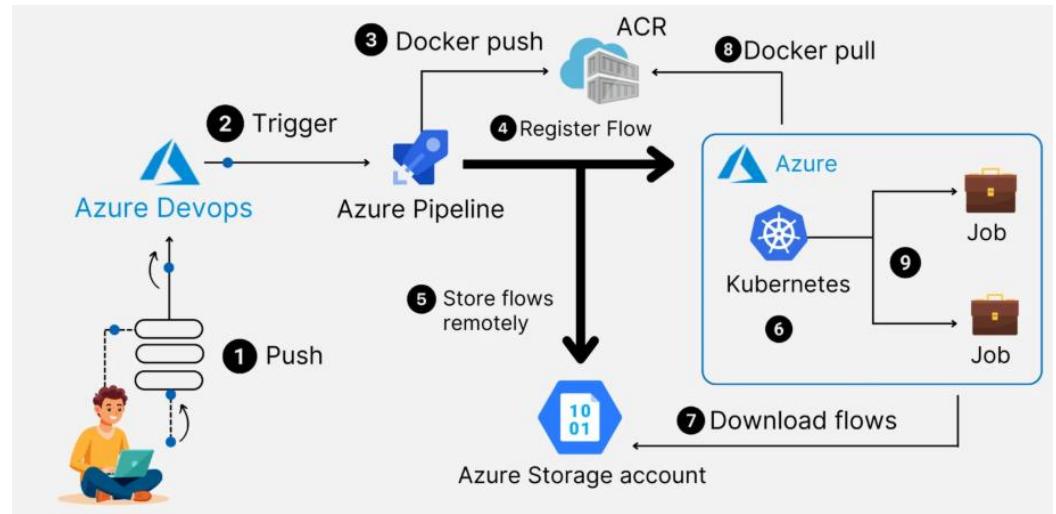 ACR
3 Docker push
8 Docker pull
2 Trigger
4 Register Flow
Azure
Azure Devops
Azure Pipeline
Job
Kubernetes
9
5 Store flows
remotely
6
1 Push
Job
10
01
7 Download flows
Azure Storage account